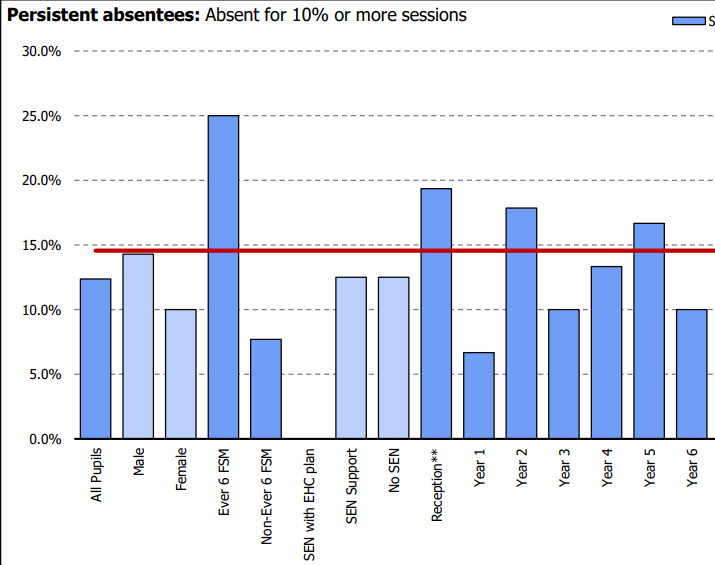 Persistent absentees: Absent for 10% or more sessions
S
30.0%
25.0%
20.0%
15.0%
10.0%
5.0%
0.0%
All Pupils
Male
Female
Ever 6 FSM
Non-Ever 6 FSM
SEN with EHC plan
SEN Support
No SEN
Reception**
Year 1
Year 2
Year 3
Year 4
Year 5
Year 6